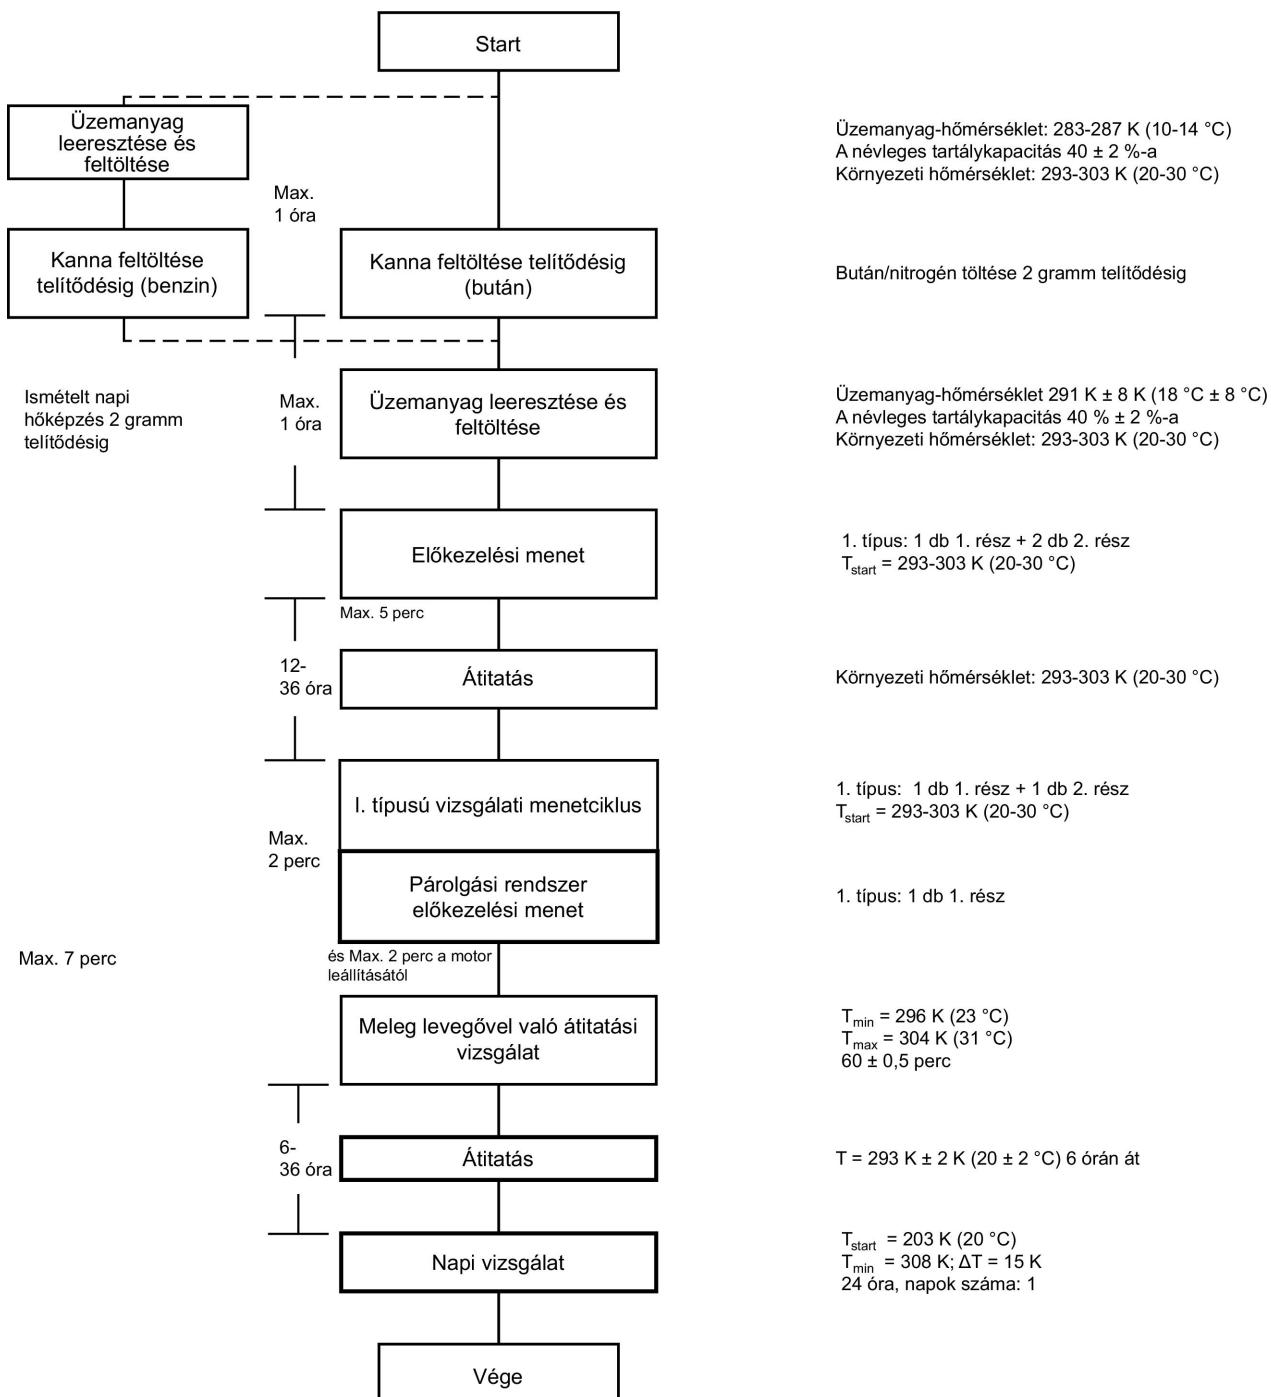 Start
Üzemanyag
leeresztése és
feltöltése
Üzemanyag-hőmérséklet: 283-287 K (10-14 °C)
A névleges tartálykapacitás 40 ± 2 %-a
Környezeti hőmérséklet: 293-303 K (20-30 °C)
Max.
1 óra
Kanna feltöltése
telítődésig (benzin)
Kanna feltöltése telítődésig
(bután)
Bután/nitrogén töltése 2 gramm telítődésig
Ismételt napi
hőképzés 2 gramm
telítődésig
Max.
1 óra
Üzemanyag leeresztése és
feltöltése
Üzemanyag-hőmérséklet 291 K ± 8 K (18 °C ± 8 °C)
A névleges tartálykapacitás 40 % ± 2 %-a
Környezeti hőmérséklet: 293-303 K (20-30 °C)
Előkezelési menet
1. típus: 1 db 1. rész + 2 db 2. rész
Tstart = 293-303 K (20-30 °C)
Max. 5 perc
12-
36 óra
Átitatás
Környezeti hőmérséklet: 293-303 K (20-30 °C)
I. típusú vizsgálati menetciklus
1. típus: 1 db 1. rész + 1 db 2. rész
Tstart = 293-303 K (20-30 °C)
Max.
2 perc
Párolgási rendszer
előkezelési menet
1. típus: 1 db 1. rész
Max. 7 perc
és Max. 2 perc a motor
leállításától
Meleg levegővel való átitatási
vizsgálat
Tmin = 296 K (23 °C)
Tmax = 304 K (31 °C)
60 ± 0,5 perc
6-
36 óra
Átitatás
T = 293 K ± 2 K (20 ± 2 °C) 6 órán át
Napi vizsgálat
Tstart = 203 K (20 °C)
Tmin = 308 K; ΔT = 15 K
24 óra, napok száma: 1
Vége